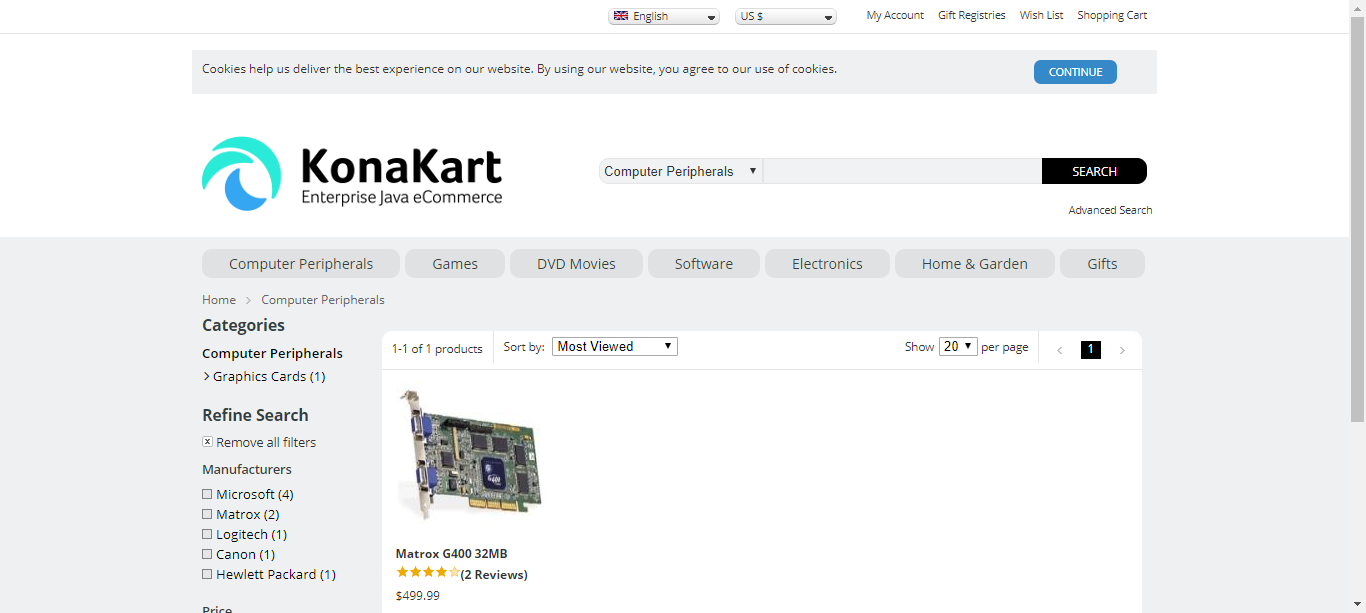 English
US $
My Account
Gift Registries
Wish List
Shopping Cart
Cookies help us deliver the best experience on our website. By using our website, you agree to our use of cookies.
CONTINUE
KonaKart
Enterprise Java eCommerce
Computer Peripherals
SEARCH
Advanced Search
Computer Peripherals
Games
DVD Movies
Software
Electronics
Home & Garden
Gifts
Home > Computer Peripherals
Categories
Computer Peripherals
Graphics Cards (1)
Refine Search
Remove all filters
Manufacturers
Microsoft (4)
Matrox (2)
Logitech (1)
Canon (1)
Hewlett Packard (1)
Price
1-1 of 1 products
Sort by: Most Viewed
Show 20 per page
< 1 >
G400
Matrox G400 32MB
(2 Reviews)
$499.99